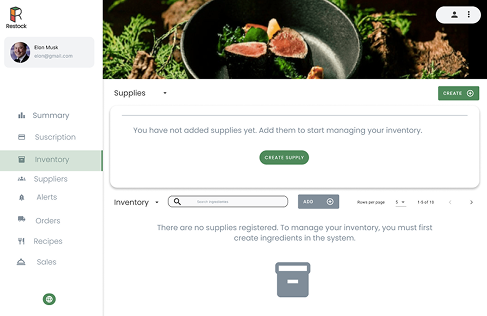 Restock
Elon Musk
elon@gmail.com
Summary
Suscription
Inventory
Suppliers
Alerts
Orders
Recipes
Sales
Supplies
CREATE
You have not added supplies yet. Add them to start managing your inventory.
CREATE SUPPLY
Inventory
Search ingredients
ADD
Rows per page
5
1-5 of 15
There are no supplies registered. To manage your inventory, you must first
create ingredients in the system.